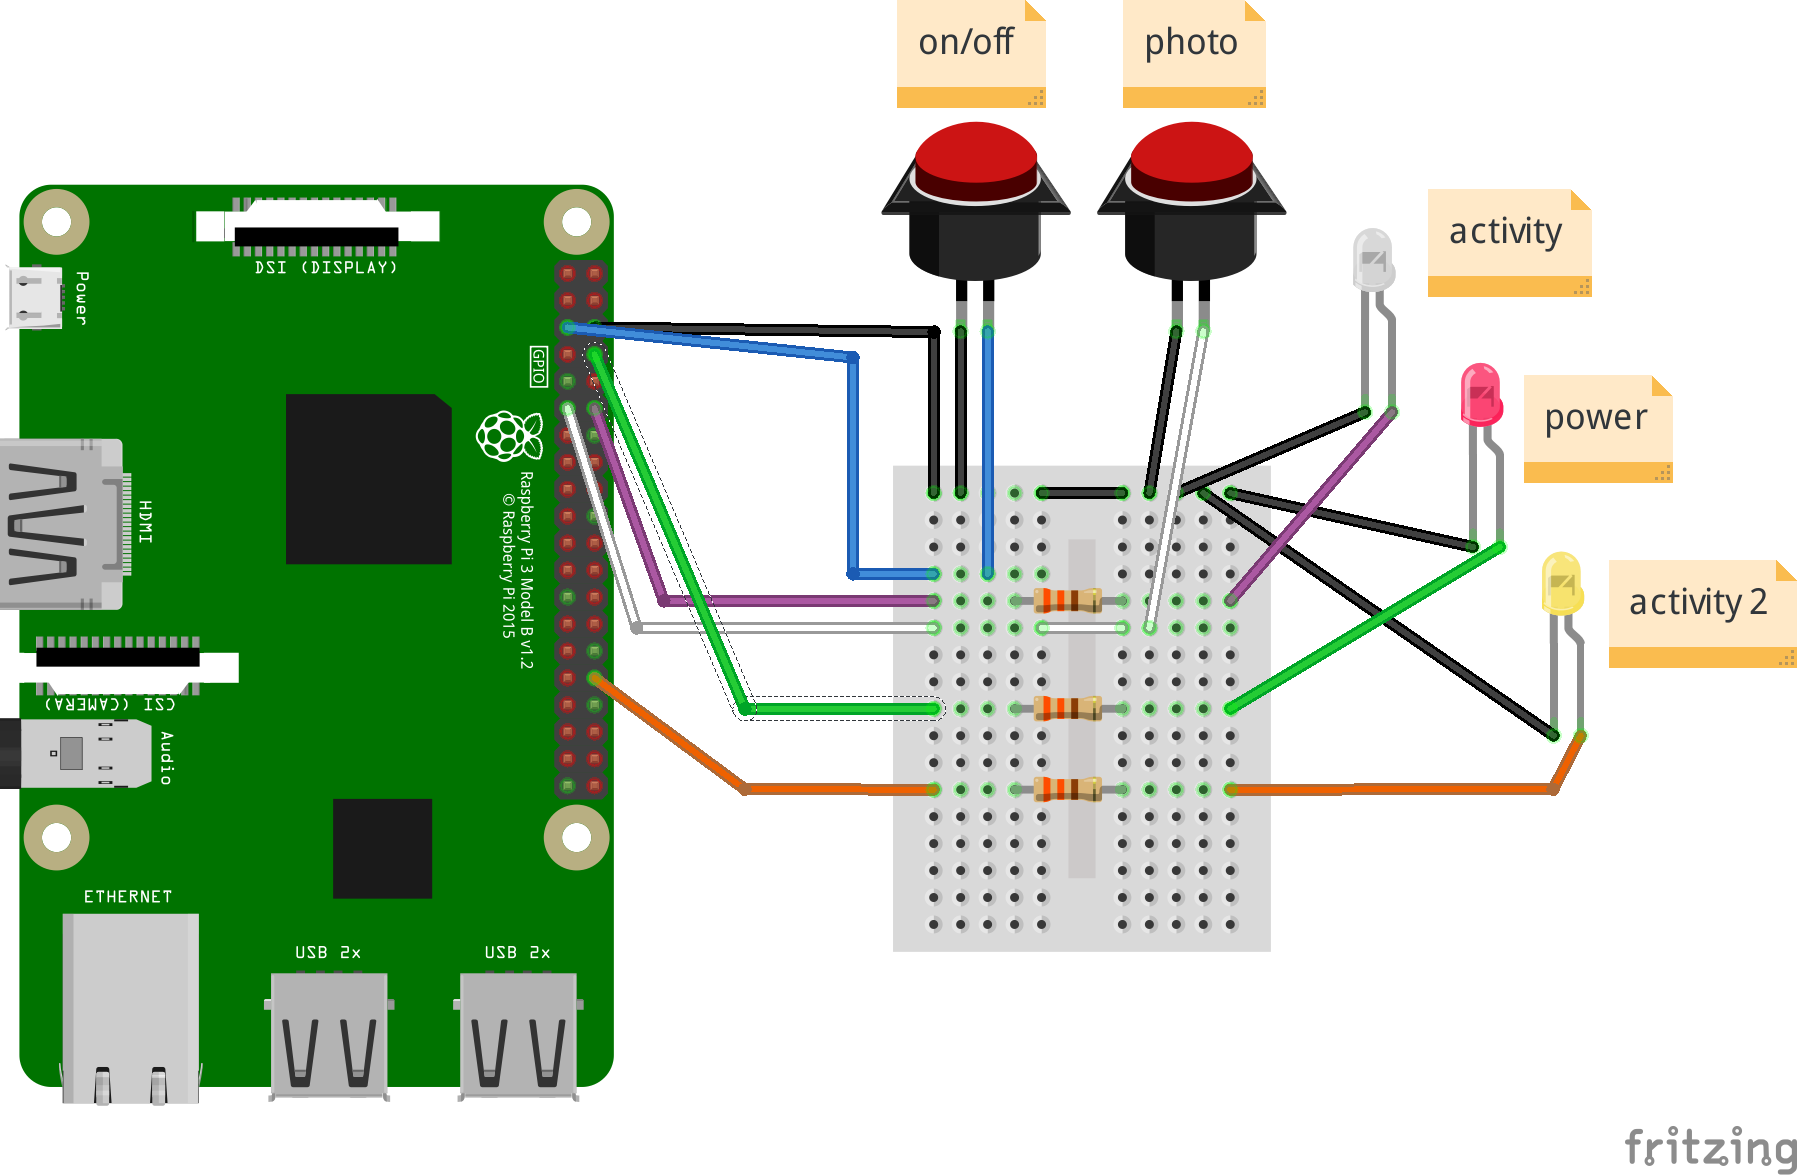 on/off
photo
activity
power
activity 2
DSI (DISPLAY)
Power
GPIO
HDMI
Raspberry Pi 3 Model B v1.2
© Raspberry Pi 2015
CSI (CAMERA)
Audio
ETHERNET
USB 2x
USB 2x
fritzing